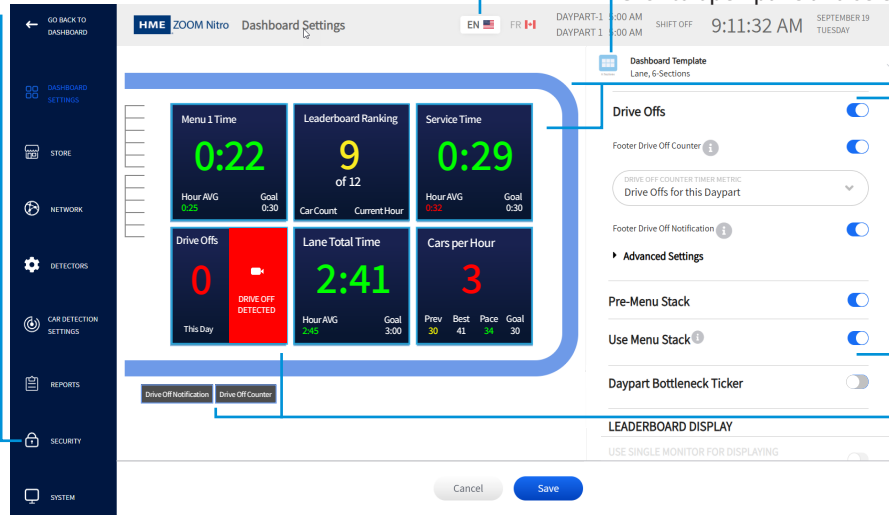 GO BACK TO
DASHBOARD
HME ZOOM Nitro Dashboard Settings
EN FR
DAYPART-1 5:00 AM
DAYPART 1 5:00 AM
SHIFT OFF
9:11:32 AM
SEPTEMBER 19
TUESDAY
DASHBOARD
SETTINGS
STORE
NETWORK
DETECTORS
CAR DETECTION
SETTINGS
REPORTS
SECURITY
SYSTEM
Menu 1 Time
0:22
Hour AVG Goal
0:25 0:30
Leaderboard Ranking
9
of 12
Car Count Current Hour
Service Time
0:29
Hour AVG Goal
0:32 0:30
Drive Offs
0
This Day
DRIVE OFF
DETECTED
Lane Total Time
2:41
Hour AVG Goal
2:45 3:00
Cars per Hour
3
Prev Best Pace Goal
30 41 34 30
Drive Off Notification Drive Off Counter
Dashboard Template
Lane, 6-Sections
Drive Offs
Footer Drive Off Counter i
DRIVE OFF COUNTER TIMER METRIC
Drive Offs for this Daypart
Footer Drive Off Notification i
Advanced Settings
Pre-Menu Stack
Use Menu Stack i
Daypart Bottleneck Ticker
LEADERBOARD DISPLAY
USE SINGLE MONITOR FOR DISPLAYING
Cancel Save